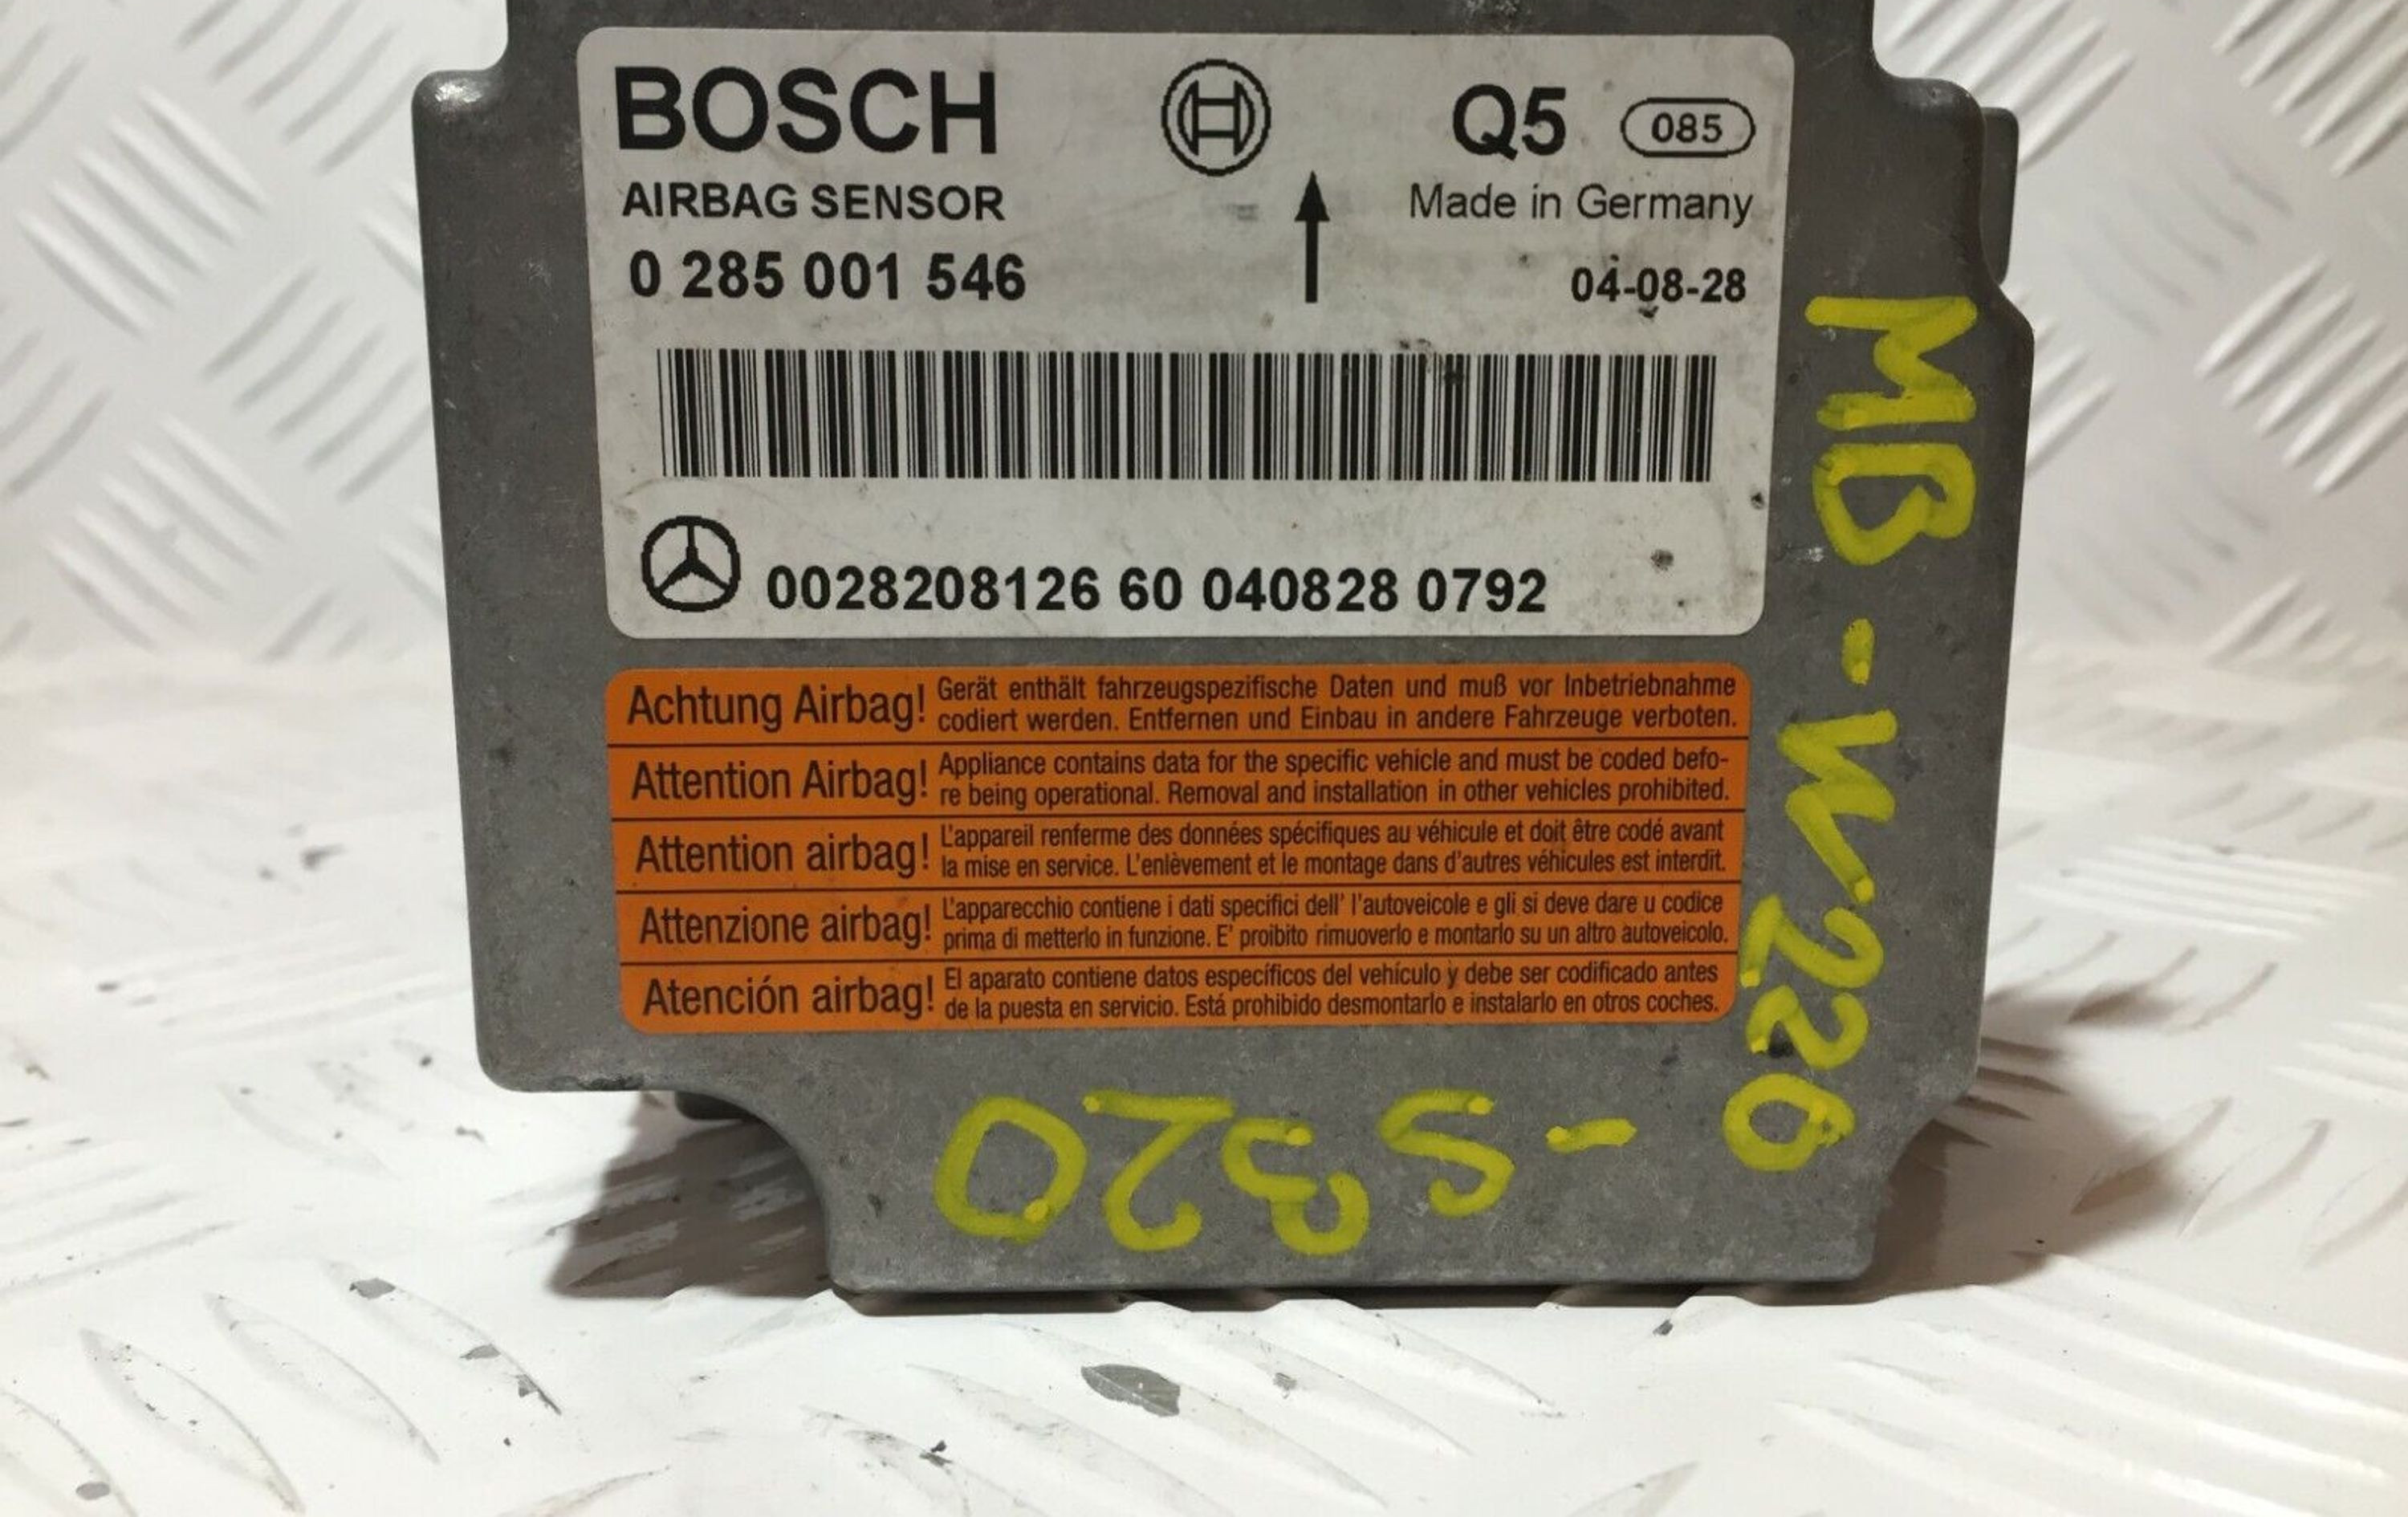 BOSCH Q5 085
AIRBAG SENSOR Made in Germany
0 285 001 546 04-08-28
0028208126 60 040828 0792
Achtung Airbag! Gerät enthält fahrzeugspezifische Daten und muß vor Inbetriebnahme
codiert werden. Entfernen und Einbau in andere Fahrzeuge verboten.
Attention Airbag! Appliance contains data for the specific vehicle and must be coded befo-
re being operational. Removal and installation in other vehicles prohibited.
Attention airbag! L'appareil renferme des données spécifiques au véhicule et doit être codé avant
la mise en service. L'enlèvement et le montage dans d'autres véhicules est interdit.
Attenzione airbag! L'apparecchio contiene i dati specifici dell' l'autoveicole e gli si deve dare u codice
prima di metterlo in funzione. E' proibito rimuoverlo e montarlo su un altro autoveicolo.
Atención airbag! El aparato contiene datos específicos del vehículo y debe ser codificado antes
de la puesta en servicio. Está prohibido desmontarlo e instalarlo en otros coches.
MB - W220
- S320